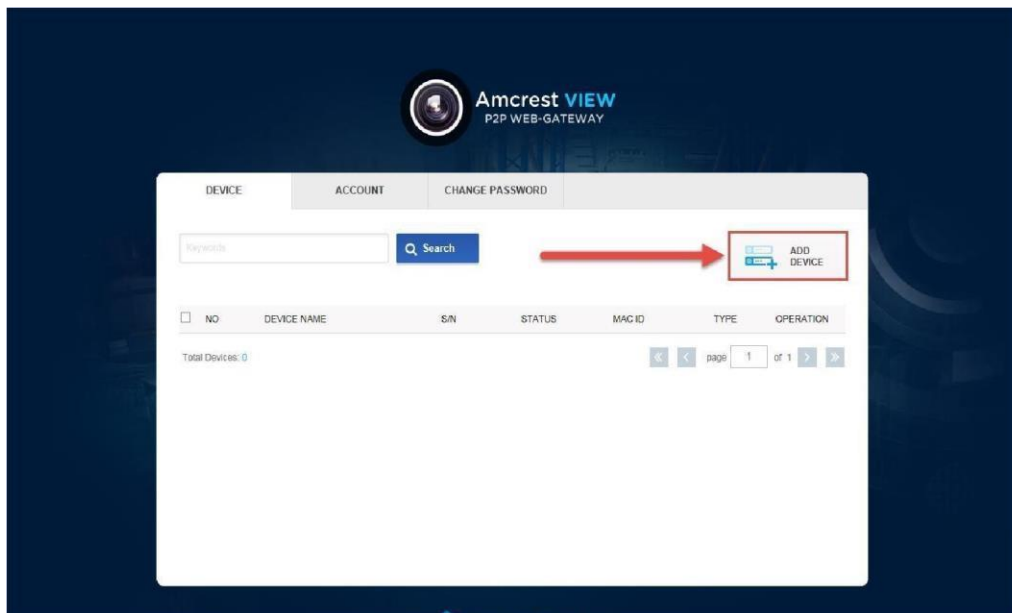 Amcrest VIEW
P2P WEB-GATEWAY
DEVICE ACCOUNT CHANGE PASSWORD
Keywords Search ADD
DEVICE
NO DEVICE NAME S/N STATUS MAC ID TYPE OPERATION
Total Devices: 0 page 1 of 1